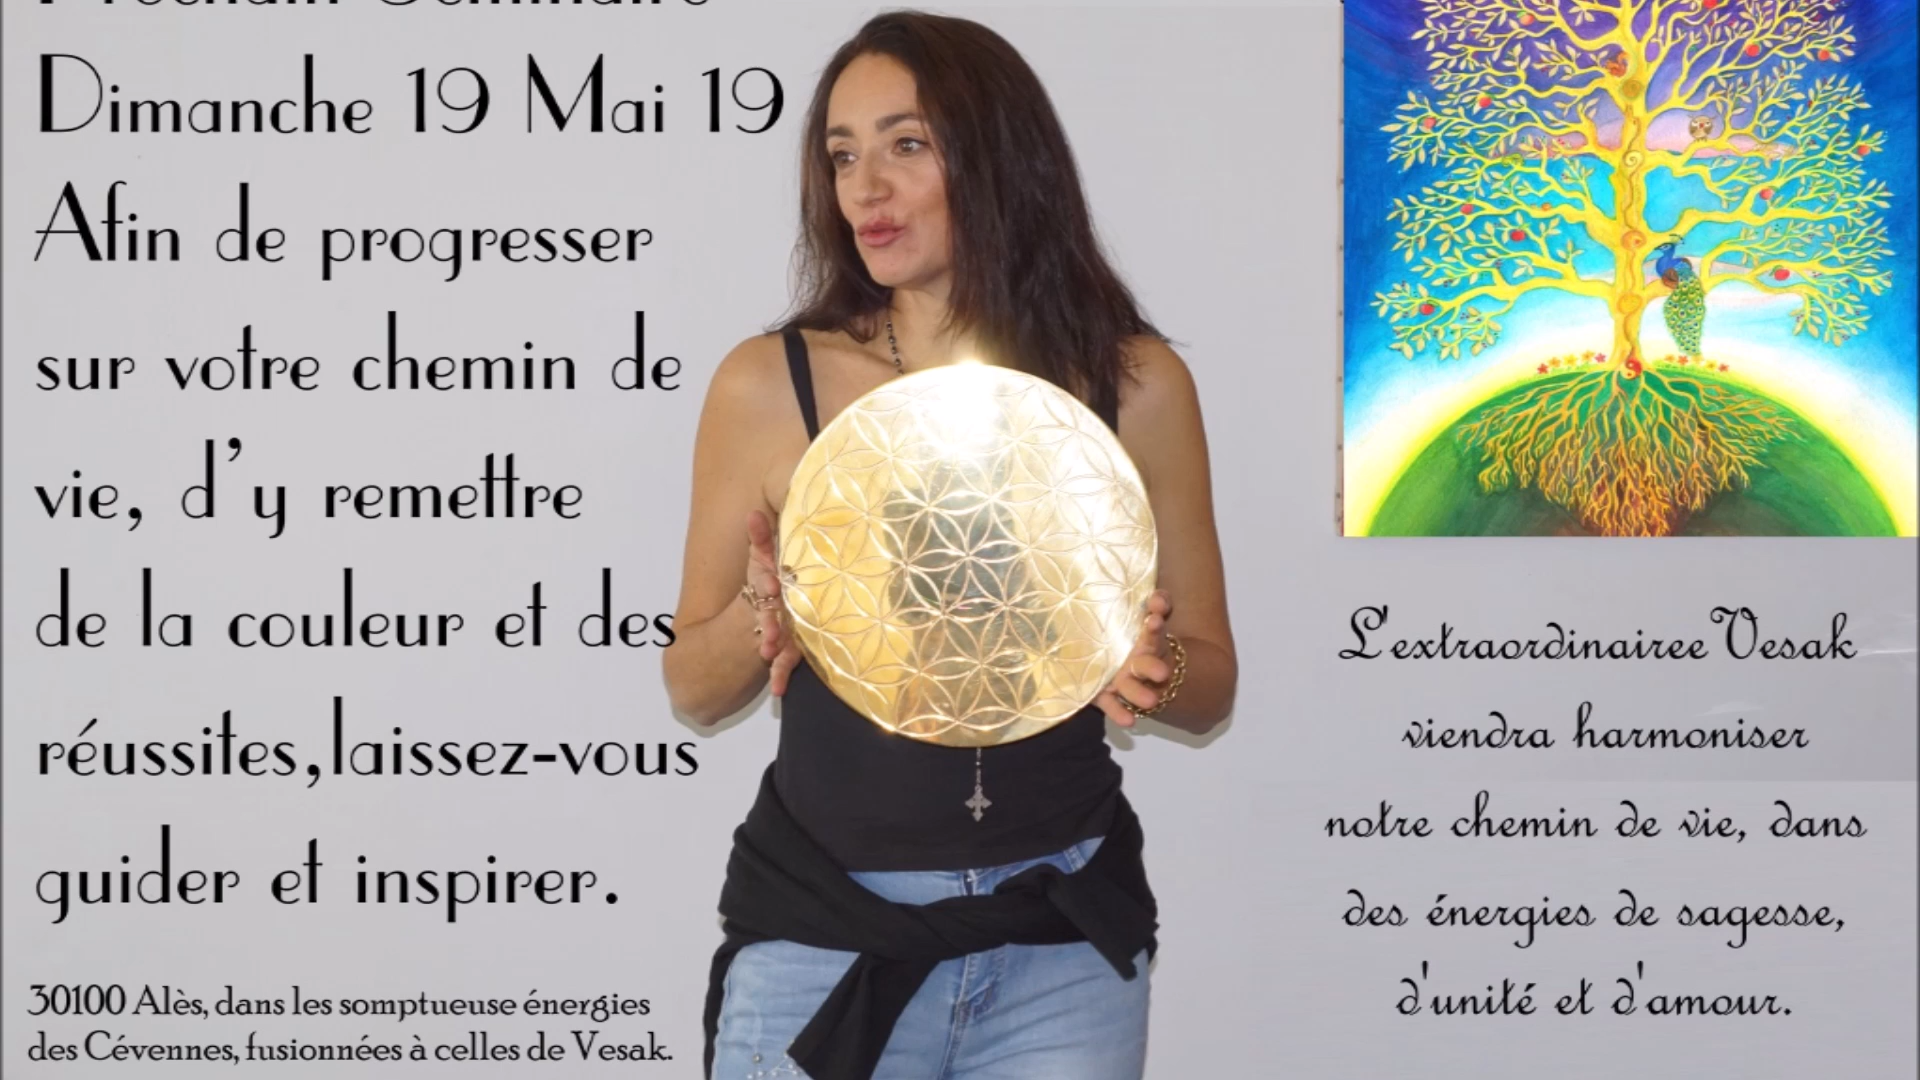 Prochain Séminaire
Dimanche 19 Mai 19
Afin de progresser
sur votre chemin de
vie, d'y remettre
de la couleur et des
réussites,laissez-vous
guider et inspirer.
30100 Alès, dans les somptueuse énergies
des Cévennes, fusionnées à celles de Vesak.
L'extraordinairee Vesak
viendra harmoniser
notre chemin de vie, dans
des énergies de sagesse,
d'unité et d'amour.